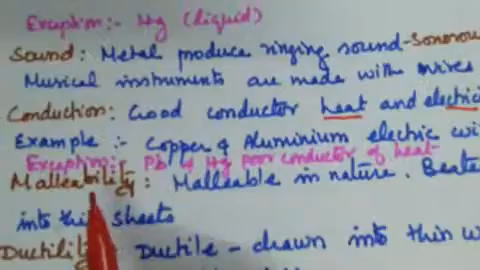 Exception:- Hg (liquid)
Sound: Metal produce ringing sound-Sonorou
Musical instruments are made with wires
Conduction: Good conductor heat and electric
Example :- Copper & Aluminium electric wi
Exception:- Pb & Hg Poor conductor of heat
Malleability: Malleable in nature. Beate
into thin sheets
Ductility: Ductile - drawn into thin w